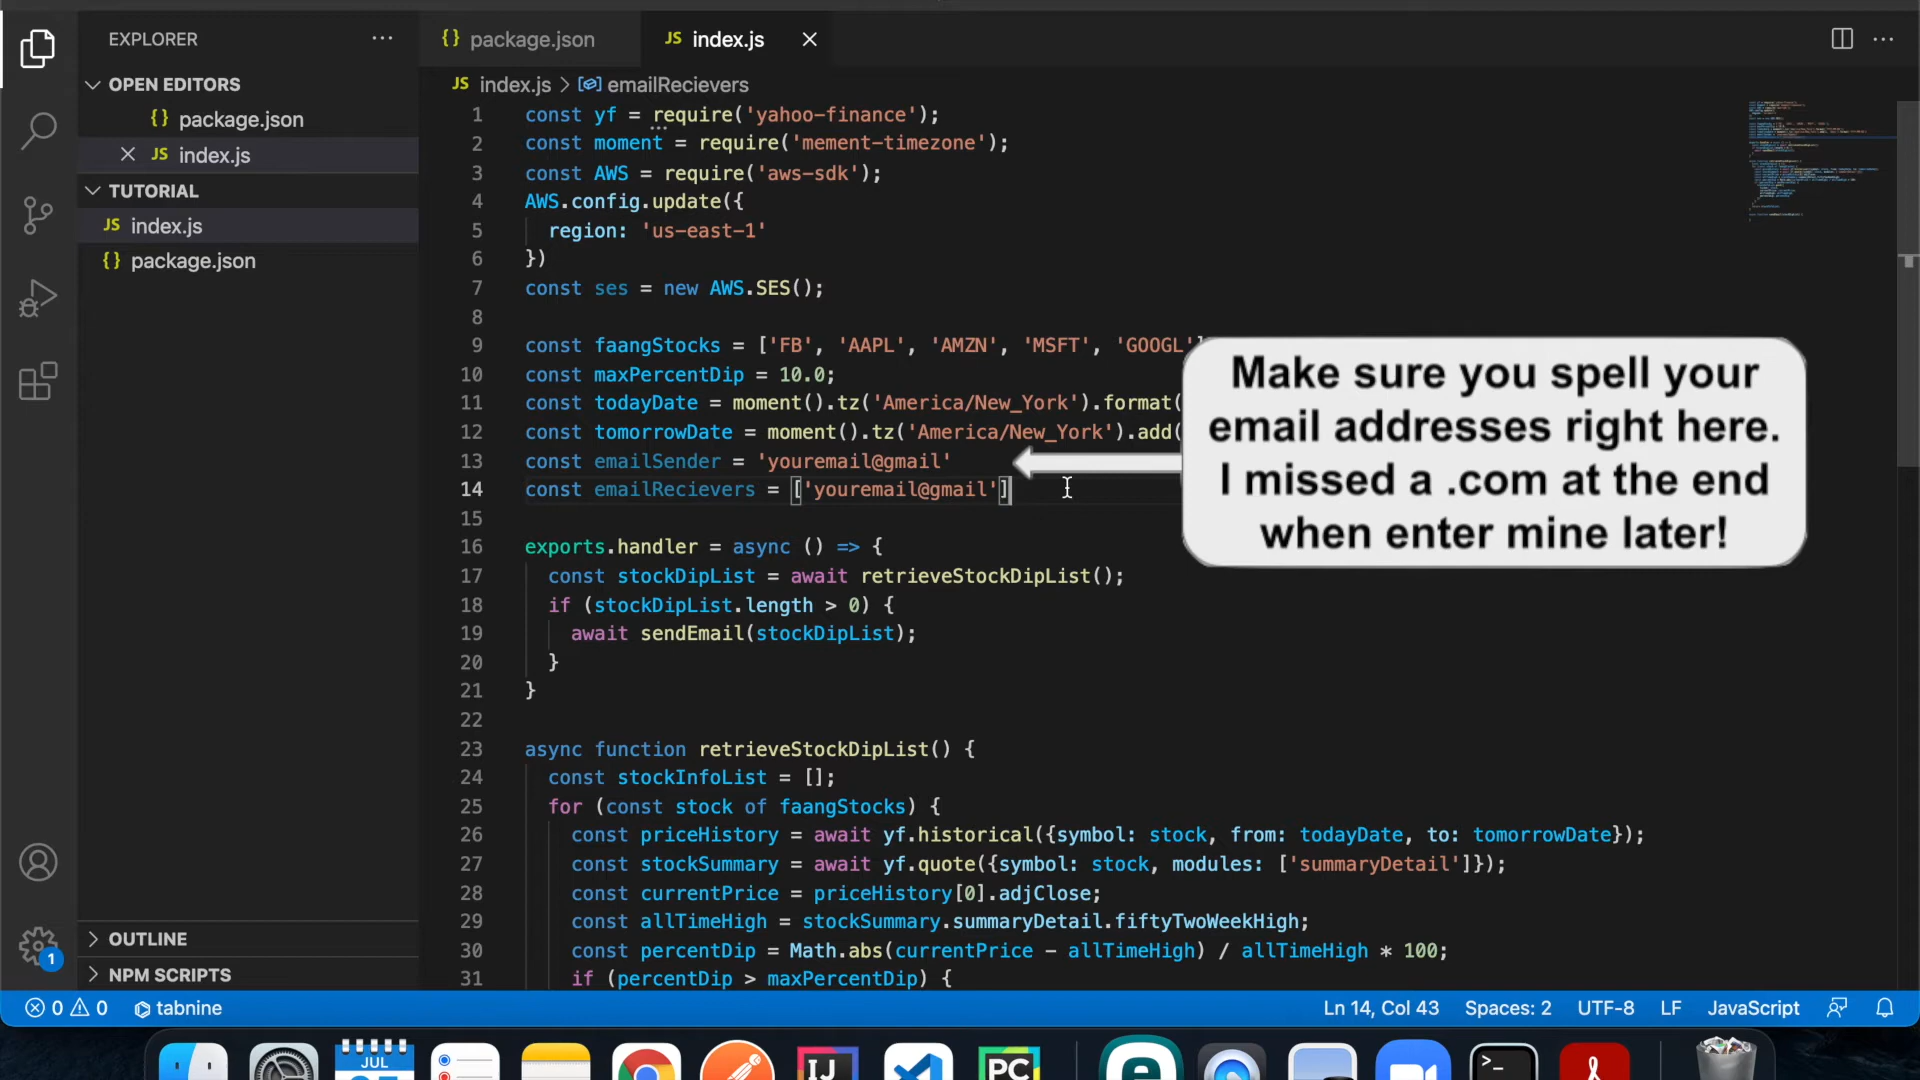 EXPLORER
OPEN EDITORS
{} package.json
JS index.js
TUTORIAL
JS index.js
{} package.json
OUTLINE
NPM SCRIPTS
{} package.json
JS index.js
JS index.js > emailRecievers
1 const yf = require('yahoo-finance');
2 const moment = require('mement-timezone');
3 const AWS = require('aws-sdk');
4 AWS.config.update({
5 region: 'us-east-1'
6 })
7 const ses = new AWS.SES();
8
9 const faangStocks = ['FB', 'AAPL', 'AMZN', 'MSFT', 'GOOGL']
10 const maxPercentDip = 10.0;
11 const todayDate = moment().tz('America/New_York').format(
12 const tomorrowDate = moment().tz('America/New_York').add(
13 const emailSender = 'youremail@gmail'
14 const emailRecievers = ['youremail@gmail']
15
16 exports.handler = async () => {
17 const stockDipList = await retrieveStockDipList();
18 if (stockDipList.length > 0) {
19 await sendEmail(stockDipList);
20 }
21 }
22
23 async function retrieveStockDipList() {
24 const stockInfoList = [];
25 for (const stock of faangStocks) {
26 const priceHistory = await yf.historical({symbol: stock, from: todayDate, to: tomorrowDate});
27 const stockSummary = await yf.quote({symbol: stock, modules: ['summaryDetail']});
28 const currentPrice = priceHistory[0].adjClose;
29 const allTimeHigh = stockSummary.summaryDetail.fiftyTwoWeekHigh;
30 const percentDip = Math.abs(currentPrice - allTimeHigh) / allTimeHigh * 100;
31 if (percentDip > maxPercentDip) {
Make sure you spell your
email addresses right here.
I missed a .com at the end
when enter mine later!
1
0 0 tabnine
Ln 14, Col 43 Spaces: 2 UTF-8 LF JavaScript
JUL
IJ
PC